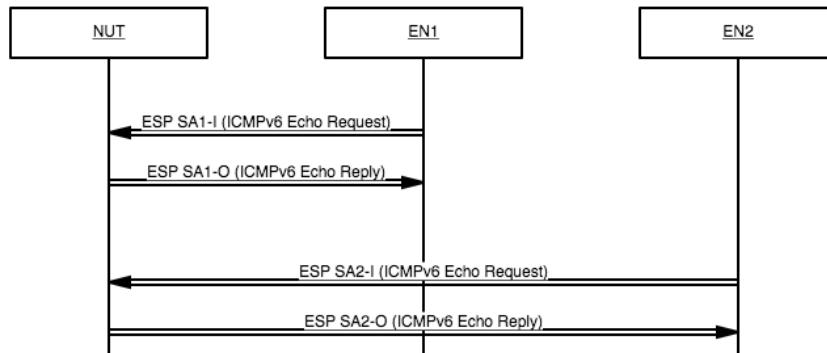 NUT
EN1
EN2
ESP SA1-I (ICMPv6 Echo Request)
ESP SA1-O (ICMPv6 Echo Reply)
ESP SA2-I (ICMPv6 Echo Request)
ESP SA2-O (ICMPv6 Echo Reply)